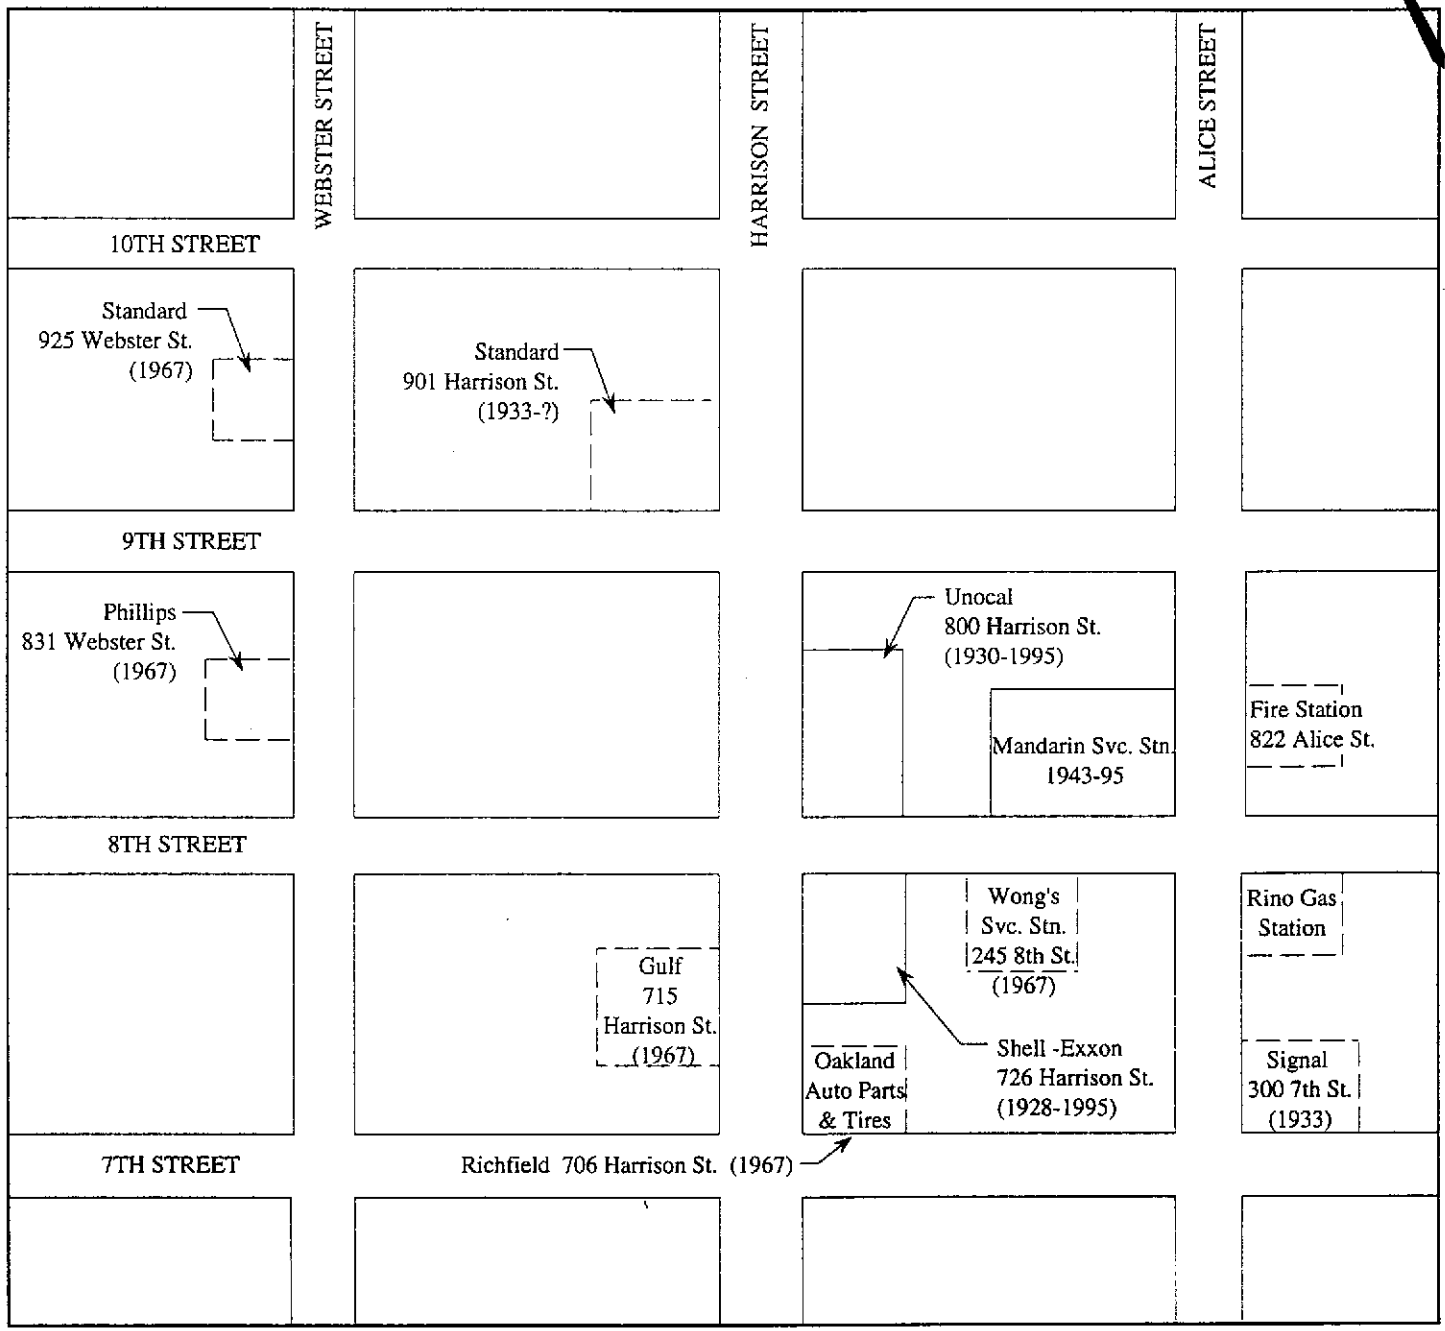 WEBSTER STREET
HARRISON STREET
ALICE STREET
10TH STREET
Standard
925 Webster St.
(1967)
Standard
901 Harrison St.
(1933-?)
9TH STREET
Phillips
831 Webster St.
(1967)
Unocal
800 Harrison St.
(1930-1995)
Mandarin Svc. Stn.
1943-95
Fire Station
822 Alice St.
8TH STREET
Gulf
715
Harrison St.
(1967)
Wong's
Svc. Stn.
245 8th St.
(1967)
Rino Gas
Station
Oakland
Auto Parts
& Tires
Shell -Exxon
726 Harrison St.
(1928-1995)
Signal
300 7th St.
(1933)
7TH STREET
Richfield 706 Harrison St. (1967)